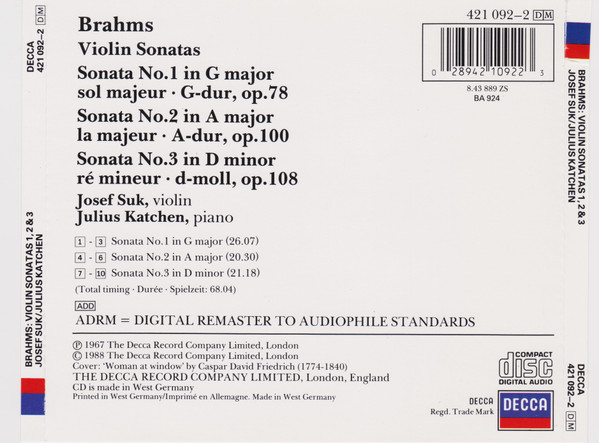 DECCA
421 092-2 DM
BRAHMS: VIOLIN SONATAS 1, 2 & 3
JOSEF SUK/JULIUS KATCHEN
Brahms
Violin Sonatas
Sonata No.1 in G major
sol majeur · G-dur, op.78
Sonata No.2 in A major
la majeur · A-dur, op.100
Sonata No.3 in D minor
ré mineur · d-moll, op.108
Josef Suk, violin
Julius Katchen, piano
1 - 3 Sonata No.1 in G major (26.07)
4 - 6 Sonata No.2 in A major (20.30)
7 - 10 Sonata No.3 in D minor (21.18)
(Total timing · Durée · Spielzeit: 68.04)
ADD
ADRM = DIGITAL REMASTER TO AUDIOPHILE STANDARDS
℗ 1967 The Decca Record Company Limited, London
© 1988 The Decca Record Company Limited, London
Cover: 'Woman at window' by Caspar David Friedrich (1774-1840)
THE DECCA RECORD COMPANY LIMITED, London, England
CD is made in West Germany
Printed in West Germany/Imprimé en Allemagne. Made in West Germany
421 092-2 DM
0 28942 10922 3
8.43 889 ZS
BA 924
COMPACT
disc
DIGITAL AUDIO
DECCA
Regd. Trade Mark
DECCA
BRAHMS: VIOLIN SONATAS 1, 2 & 3
JOSEF SUK/JULIUS KATCHEN
DECCA
421 092-2 DM